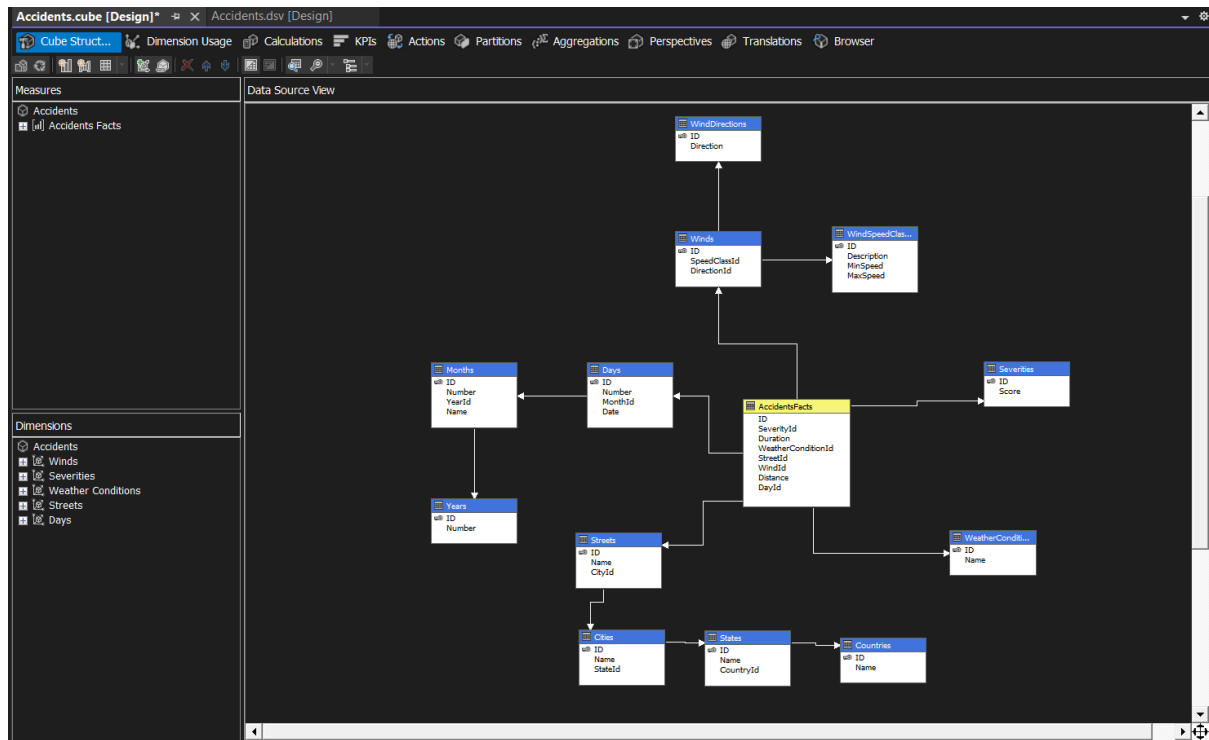 Accidents.cube [Design]* Accidents.dsv [Design]
Cube Struct... Dimension Usage Calculations KPIs Actions Partitions Aggregations Perspectives Translations Browser
Measures
Accidents
Accidents Facts
Dimensions
Accidents
Winds
Severities
Weather Conditions
Streets
Days
Data Source View
WindDirections
ID
Direction
Winds
ID
SpeedClassId
DirectionId
WindSpeedClas...
ID
Description
MinSpeed
MaxSpeed
Months
ID
Number
YearId
Name
Days
ID
Number
MonthId
Date
Severities
ID
Score
AccidentsFacts
ID
SeverityId
Duration
WeatherConditionId
StreetId
WindId
Distance
DayId
Years
ID
Number
Streets
ID
Name
CityId
WeatherConditi...
ID
Name
Cities
ID
Name
StateId
States
ID
Name
CountryId
Countries
ID
Name